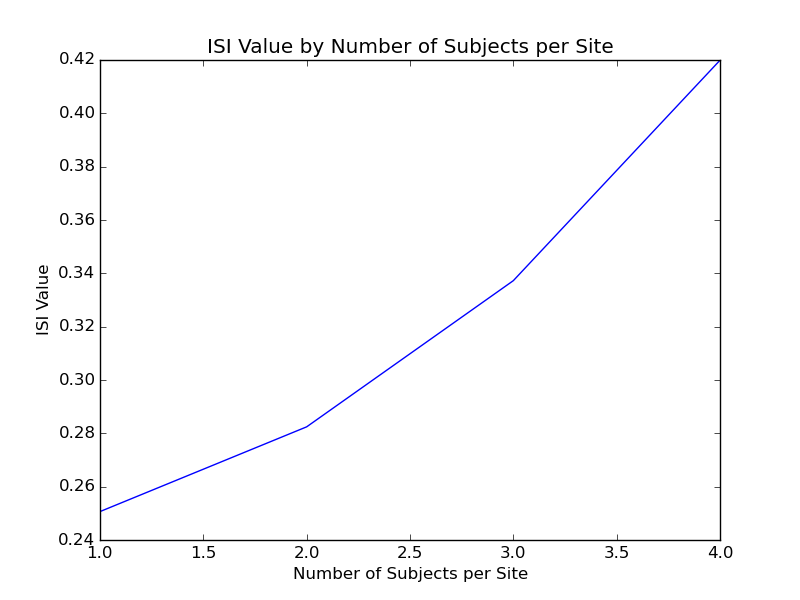 ISI Value by Number of Subjects per Site
0.42
0.40
0.38
0.36
0.34
0.32
0.30
0.28
0.26
0.24
ISI Value
1.0 1.5 2.0 2.5 3.0 3.5 4.0
Number of Subjects per Site